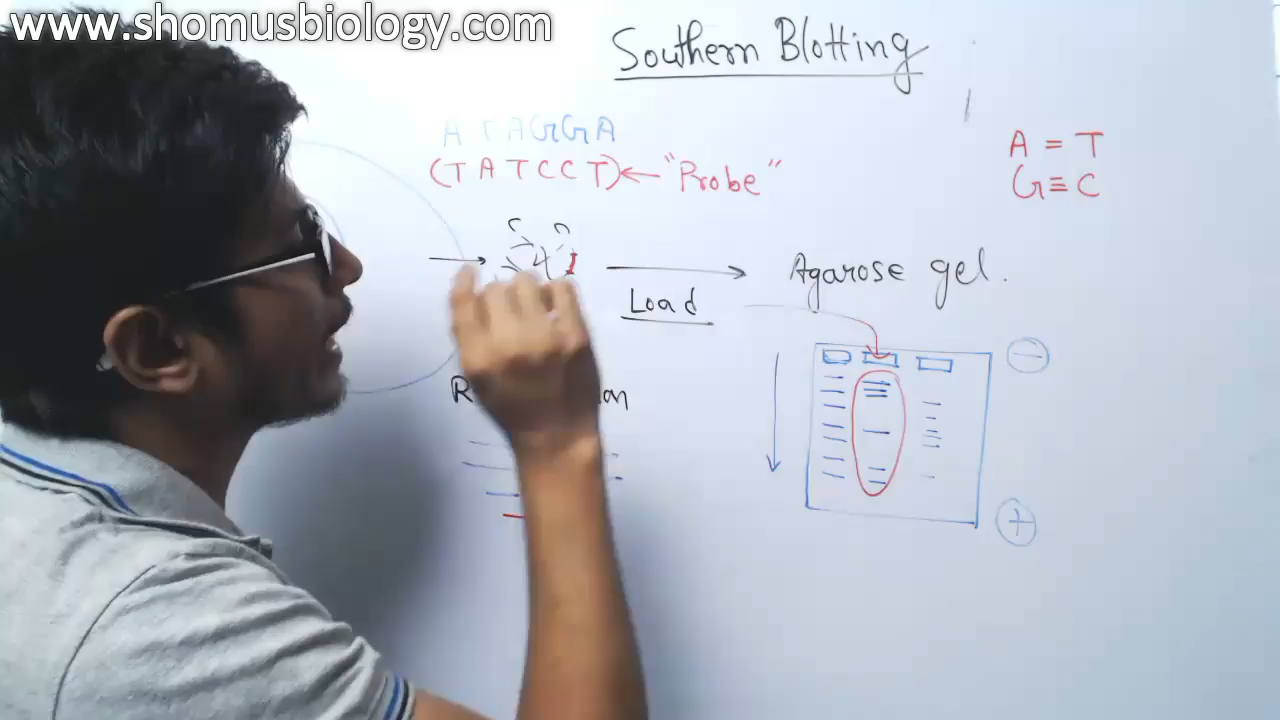 www.shomusbiology.com
Southern Blotting
A T A G G A
(T A T C C T) ← "Probe"
A = T
G ≡ C
Load
Agarose gel.
−
+